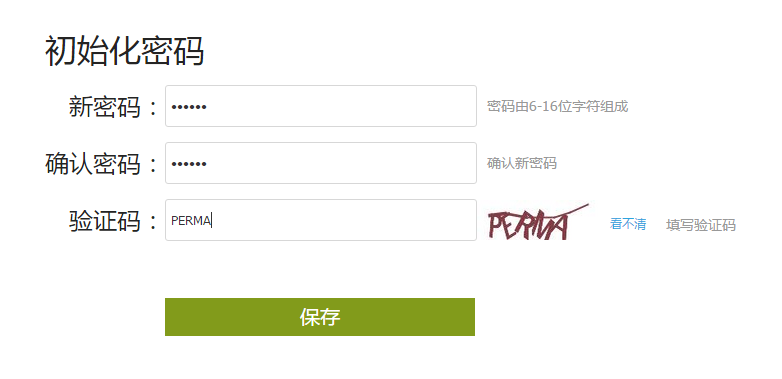 初始化密码
新密码： •••••• 密码由6-16位字符组成
确认密码： •••••• 确认新密码
验证码： PERMA PERMA 看不清 填写验证码
保存